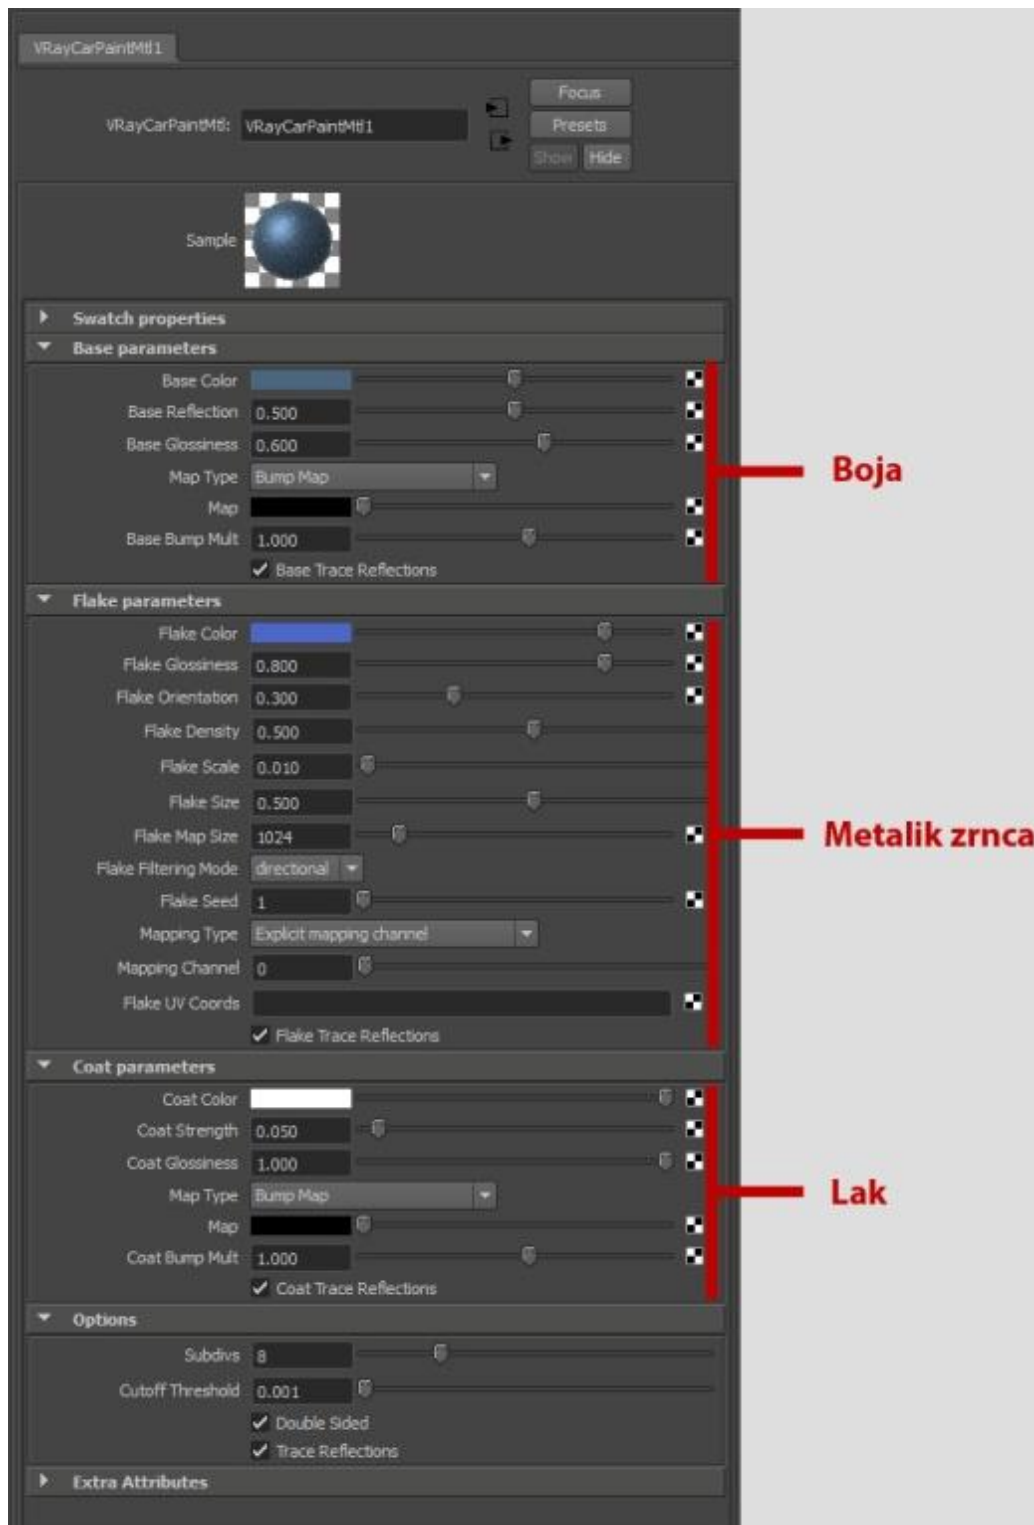 VRayCarPaintMtl1
Focus
VRayCarPaintMtl: VRayCarPaintMtl1
Presets
Show Hide
Sample
Swatch properties
Base parameters
Base Color
Base Reflection 0.500
Base Glossiness 0.600
Map Type Bump Map
Boja
Map
Base Bump Mult 1.000
Base Trace Reflections
Flake parameters
Flake Color
Flake Glossiness 0.800
Flake Orientation 0.300
Flake Density 0.500
Flake Scale 0.010
Flake Size 0.500
Flake Map Size 1024
Metalik zrnca
Flake Filtering Mode directional
Flake Seed 1
Mapping Type Explicit mapping channel
Mapping Channel 0
Flake UV Coords
Flake Trace Reflections
Coat parameters
Coat Color
Coat Strength 0.050
Coat Glossiness 1.000
Map Type Bump Map
Lak
Map
Coat Bump Mult 1.000
Coat Trace Reflections
Options
Subdivs 8
Cutoff Threshold 0.001
Double Sided
Trace Reflections
Extra Attributes